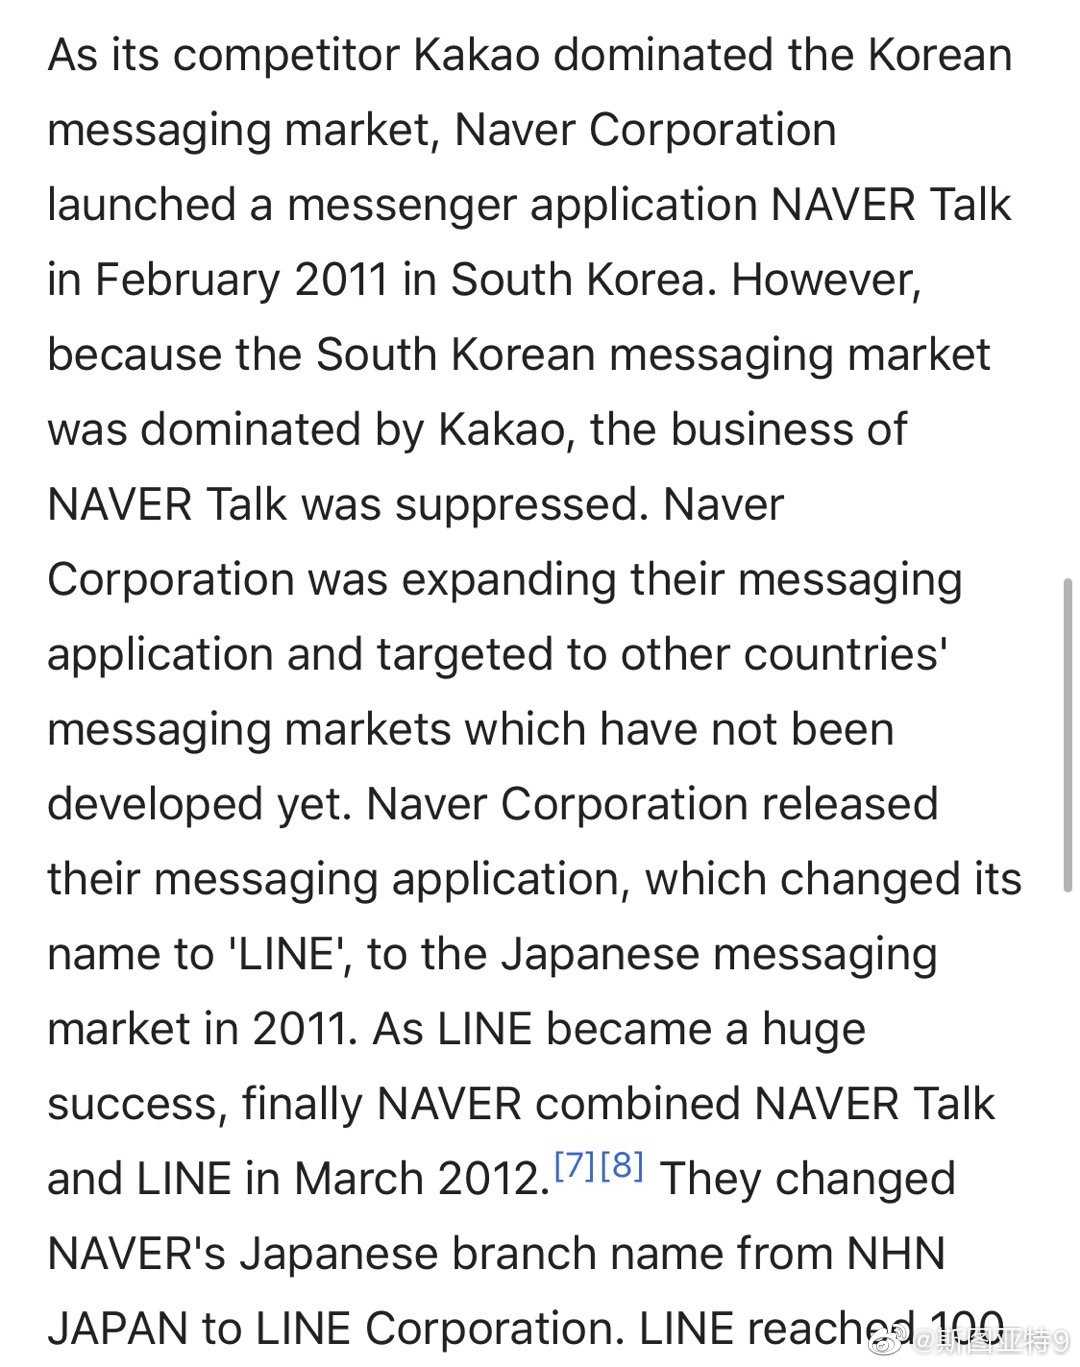 As its competitor Kakao dominated the Korean
messaging market, Naver Corporation
launched a messenger application NAVER Talk
in February 2011 in South Korea. However,
because the South Korean messaging market
was dominated by Kakao, the business of
NAVER Talk was suppressed. Naver
Corporation was expanding their messaging
application and targeted to other countries'
messaging markets which have not been
developed yet. Naver Corporation released
their messaging application, which changed its
name to 'LINE', to the Japanese messaging
market in 2011. As LINE became a huge
success, finally NAVER combined NAVER Talk
and LINE in March 2012.[7][8] They changed
NAVER's Japanese branch name from NHN
JAPAN to LINE Corporation. LINE reached 100
@斯图亚特9